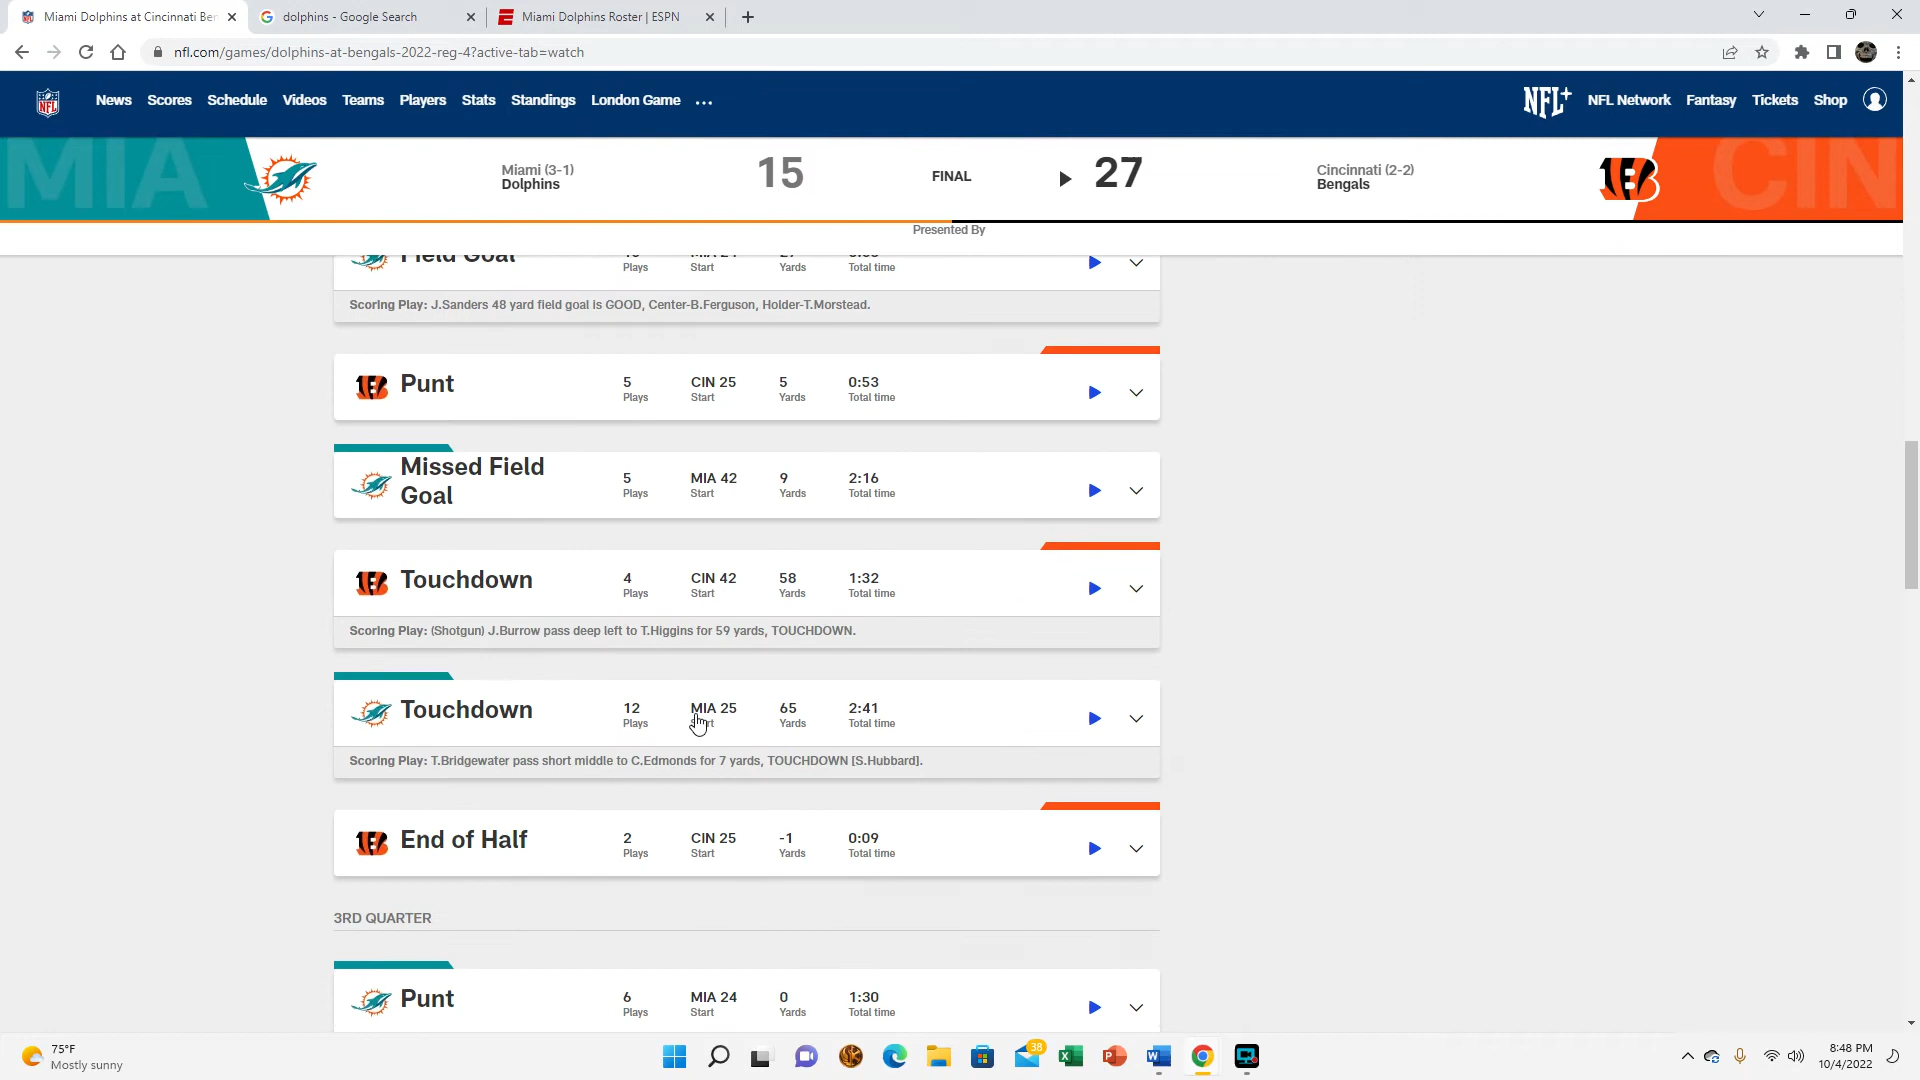 Miami Dolphins at Cincinnati Ben
dolphins - Google Search
Miami Dolphins Roster | ESPN
nfl.com/games/dolphins-at-bengals-2022-reg-4?active-tab=watch
News Scores Schedule Videos Teams Players Stats Standings London Game ...
NFL+ NFL Network Fantasy Tickets Shop
MIA
Miami (3-1)
Dolphins
15
FINAL
27
Cincinnati (2-2)
Bengals
CIN
Presented By
Field Goal
Plays Start Yards Total time
Scoring Play: J.Sanders 48 yard field goal is GOOD, Center-B.Ferguson, Holder-T.Morstead.
Punt
5 CIN 25 5 0:53
Plays Start Yards Total time
Missed Field
Goal
5 MIA 42 9 2:16
Plays Start Yards Total time
Touchdown
4 CIN 42 58 1:32
Plays Start Yards Total time
Scoring Play: (Shotgun) J.Burrow pass deep left to T.Higgins for 59 yards, TOUCHDOWN.
Touchdown
12 MIA 25 65 2:41
Plays Start Yards Total time
Scoring Play: T.Bridgewater pass short middle to C.Edmonds for 7 yards, TOUCHDOWN [S.Hubbard].
End of Half
2 CIN 25 -1 0:09
Plays Start Yards Total time
3RD QUARTER
Punt
6 MIA 24 0 1:30
Plays Start Yards Total time
75°F
Mostly sunny
38
8:48 PM
10/4/2022